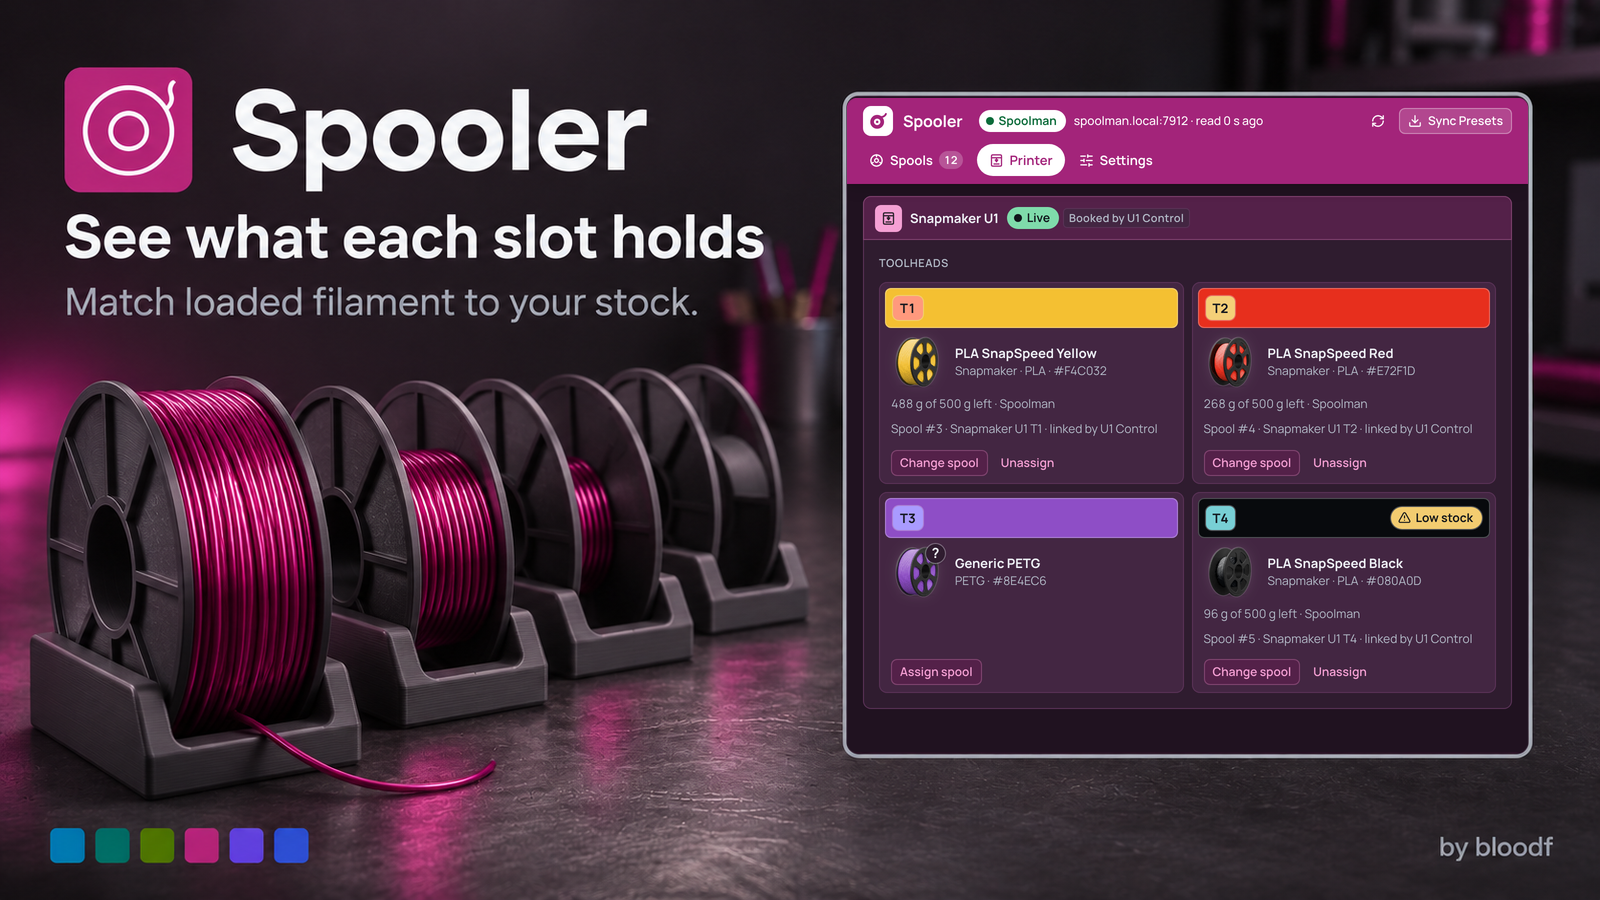 Spooler
See what each slot holds
Match loaded filament to your stock.
Spooler
Spoolman
spoolman.local:7912 · read 0 s ago
Sync Presets
Spools 12
Printer
Settings
Snapmaker U1
Live
Booked by U1 Control
TOOLHEADS
T1
PLA SnapSpeed Yellow
Snapmaker · PLA · #F4C032
488 g of 500 g left · Spoolman
Spool #3 · Snapmaker U1 T1 · linked by U1 Control
Change spool
Unassign
T2
PLA SnapSpeed Red
Snapmaker · PLA · #E72F1D
268 g of 500 g left · Spoolman
Spool #4 · Snapmaker U1 T2 · linked by U1 Control
Change spool
Unassign
T3
?
Generic PETG
PETG · #8E4EC6
Assign spool
T4
Low stock
PLA SnapSpeed Black
Snapmaker · PLA · #080A0D
96 g of 500 g left · Spoolman
Spool #5 · Snapmaker U1 T4 · linked by U1 Control
Change spool
Unassign
by bloodf